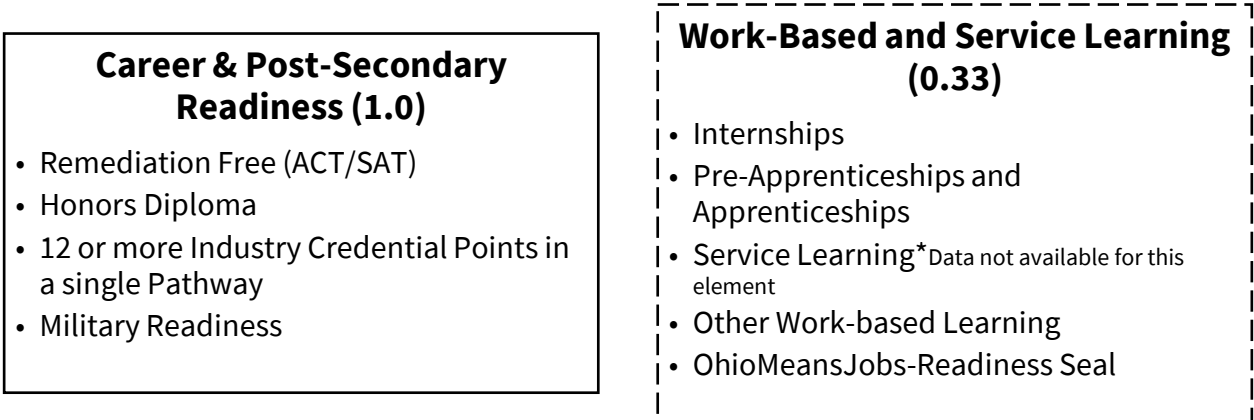 Career & Post-Secondary
Readiness (1.0)
• Remediation Free (ACT/SAT)
• Honors Diploma
• 12 or more Industry Credential Points in
a single Pathway
• Military Readiness
Work-Based and Service Learning
(0.33)
• Internships
• Pre-Apprenticeships and
Apprenticeships
• Service Learning*Data not available for this
element
• Other Work-based Learning
• OhioMeansJobs-Readiness Seal